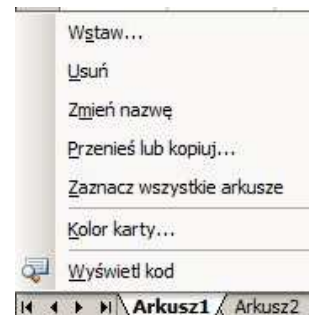 Wstaw...
Usuń
Zmień nazwę
Przenieś lub kopiuj...
Zaznacz wszystkie arkusze
Kolor karty...
Wyświetl kod
Arkusz1 Arkusz2